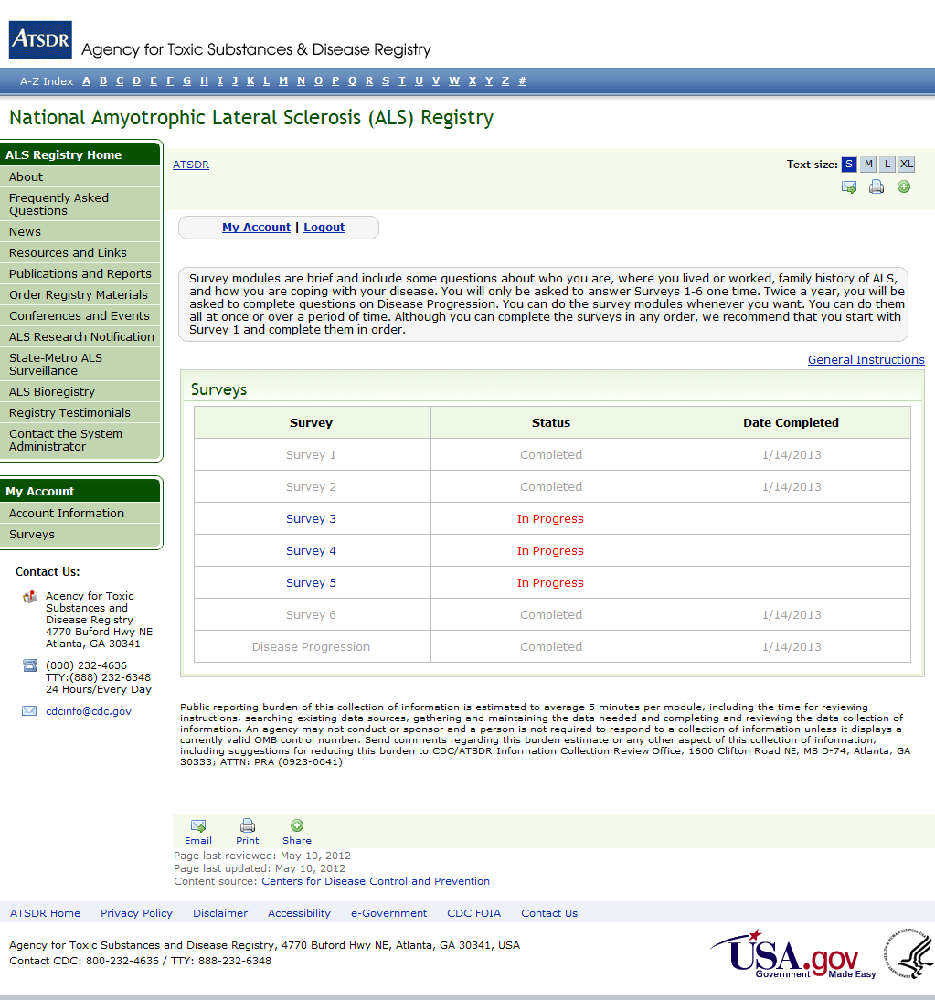 ATSDR
Agency for Toxic Substances & Disease Registry
A-Z Index A B C D E F G H I J K L M N O P Q R S T U V W X Y Z #
National Amyotrophic Lateral Sclerosis (ALS) Registry
ALS Registry Home
About
Frequently Asked
Questions
News
Resources and Links
Publications and Reports
Order Registry Materials
Conferences and Events
ALS Research Notification
State-Metro ALS
Surveillance
ALS Bioregistry
Registry Testimonials
Contact the System
Administrator
My Account
Account Information
Surveys
Contact Us:
Agency for Toxic
Substances and
Disease Registry
4770 Buford Hwy NE
Atlanta, GA 30341
(800) 232-4636
TTY:(888) 232-6348
24 Hours/Every Day
cdcinfo@cdc.gov
ATSDR
Text size: S M L XL
My Account | Logout
Survey modules are brief and include some questions about who you are, where you lived or worked, family history of ALS,
and how you are coping with your disease. You will only be asked to answer Surveys 1-6 one time. Twice a year, you will be
asked to complete questions on Disease Progression. You can do the survey modules whenever you want. You can do them
all at once or over a period of time. Although you can complete the surveys in any order, we recommend that you start with
Survey 1 and complete them in order.
General Instructions
Surveys
Survey Status Date Completed
Survey 1 Completed 1/14/2013
Survey 2 Completed 1/14/2013
Survey 3 In Progress
Survey 4 In Progress
Survey 5 In Progress
Survey 6 Completed 1/14/2013
Disease Progression Completed 1/14/2013
Public reporting burden of this collection of information is estimated to average 5 minutes per module, including the time for reviewing
instructions, searching existing data sources, gathering and maintaining the data needed and completing and reviewing the data collection of
information. An agency may not conduct or sponsor and a person is not required to respond to a collection of information unless it displays a
currently valid OMB control number. Send comments regarding this burden estimate or any other aspect of this collection of information,
including suggestions for reducing this burden to CDC/ATSDR Information Collection Review Office, 1600 Clifton Road NE, MS D-74, Atlanta, GA
30333; ATTN: PRA (0923-0041)
Email Print Share
Page last reviewed: May 10, 2012
Page last updated: May 10, 2012
Content source: Centers for Disease Control and Prevention
ATSDR Home Privacy Policy Disclaimer Accessibility e-Government CDC FOIA Contact Us
Agency for Toxic Substances and Disease Registry, 4770 Buford Hwy NE, Atlanta, GA 30341, USA
Contact CDC: 800-232-4636 / TTY: 888-232-6348
USA.gov
Government Made Easy